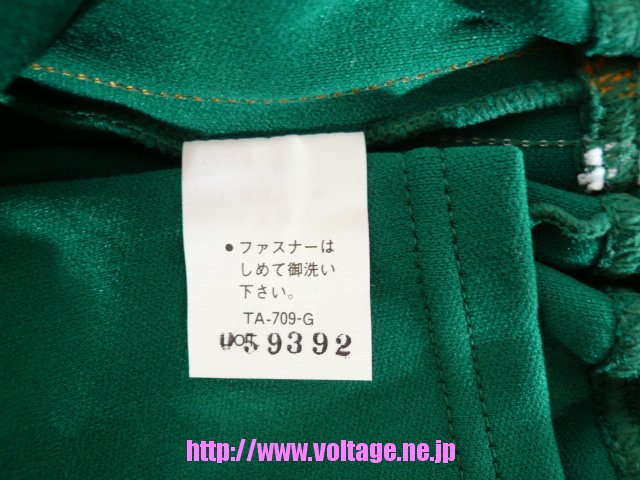 • ファスナーは
しめて御洗い
下さい。
TA-709-G
59392
http://www.voltage.ne.jp